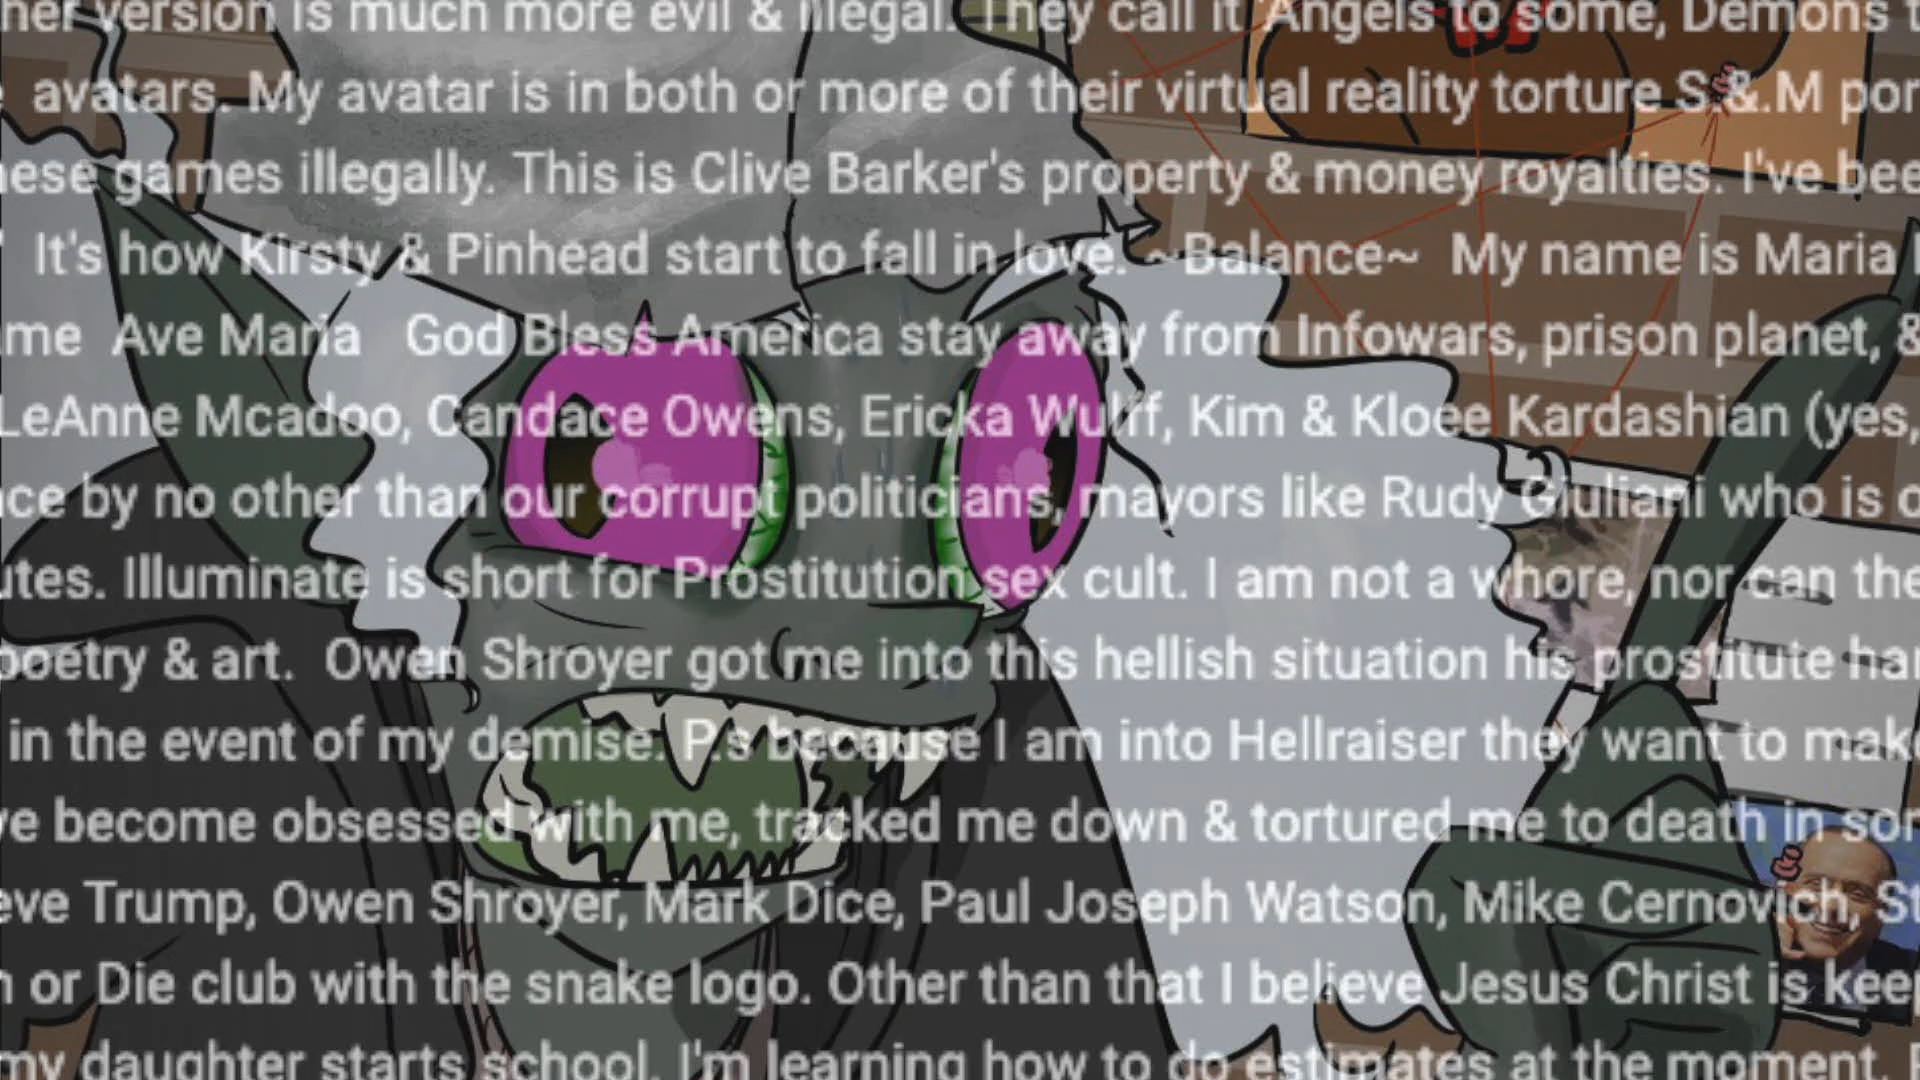 her version is much more evil & illegal. They call it 'Angels to some, Demons t
avatars. My avatar is in both or more of their virtual reality torture S.&.M por
ese games illegally. This is Clive Barker's property & money royalties. I've bee
It's how Kirsty & Pinhead start to fall in love. ~Balance~ My name is Maria
me Ave Maria God Bless America stay away from Infowars, prison planet, &
LeAnne Mcadoo, Candace Owens, Ericka Wulff, Kim & Kloee Kardashian (yes,
ce by no other than our corrupt politicians, mayors like Rudy Giuliani who is o
utes. Illuminate is short for Prostitution sex cult. I am not a whore, nor can the
poetry & art. Owen Shroyer got me into this hellish situation his prostitute har
in the event of my demise. P.s because I am into Hellraiser they want to make
ve become obsessed with me, tracked me down & tortured me to death in som
eve Trump, Owen Shroyer, Mark Dice, Paul Joseph Watson, Mike Cernovich, St
n or Die club with the snake logo. Other than that I believe Jesus Christ is keep
my daughter starts school. I'm learning how to do estimates at the moment.